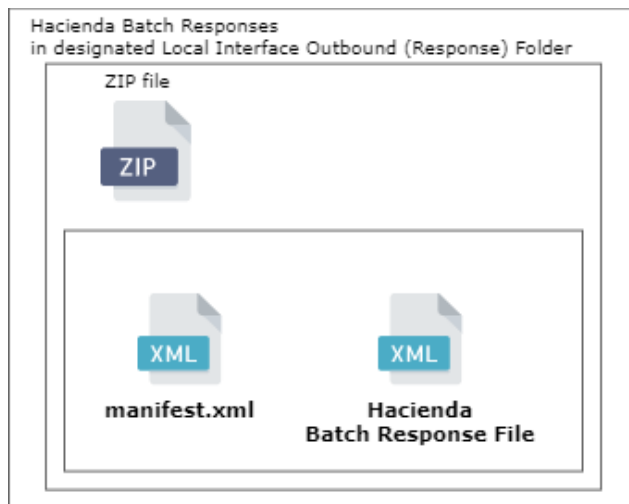 Hacienda Batch Responses
in designated Local Interface Outbound (Response) Folder
ZIP file
ZIP
XML
XML
manifest.xml
Hacienda
Batch Response File